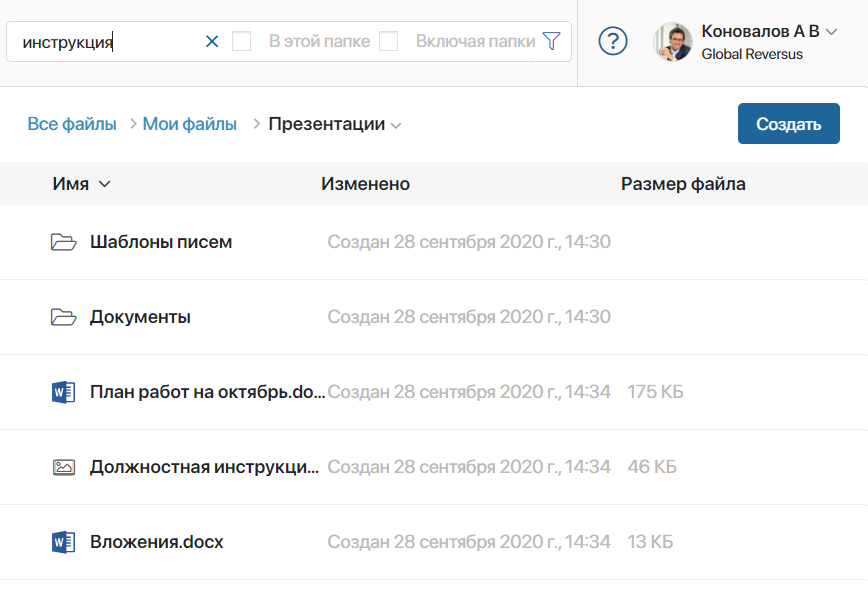 инструкция
В этой папке
Включая папки
?
Коновалов А В
Global Reversus
Все файлы > Мои файлы > Презентации
Создать
Имя Изменено Размер файла
Шаблоны писем Создан 28 сентября 2020 г., 14:30
Документы Создан 28 сентября 2020 г., 14:30
План работ на октябрь.do... Создан 28 сентября 2020 г., 14:34 175 КБ
Должностная инструкци... Создан 28 сентября 2020 г., 14:34 46 КБ
Вложения.docx Создан 28 сентября 2020 г., 14:34 13 КБ